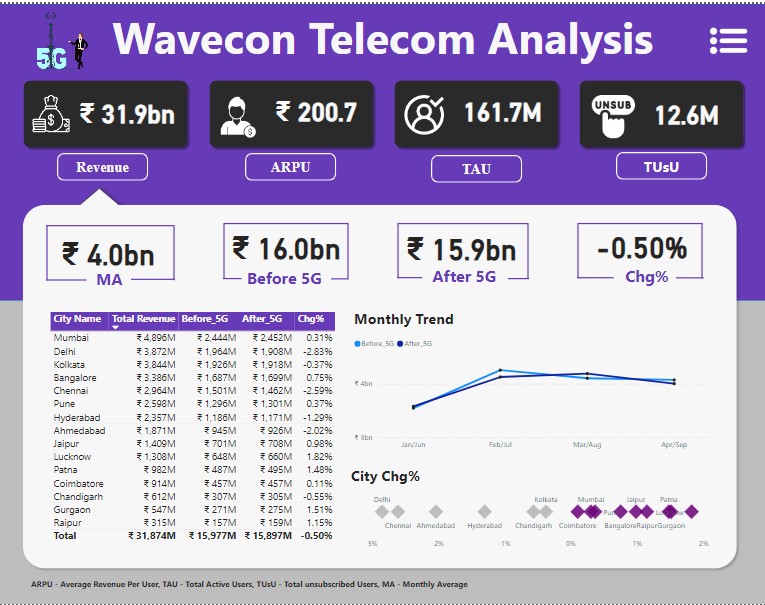 5G
Wavecon Telecom Analysis
₹ 31.9bn
₹ 200.7
161.7M
UNSUB
12.6M
Revenue
ARPU
TAU
TUsU
₹ 4.0bn
MA
₹ 16.0bn
Before 5G
₹ 15.9bn
After 5G
-0.50%
Chg%
City Name Total Revenue Before_5G After_5G Chg%
Mumbai ₹ 4,896M ₹ 2,444M ₹ 2,452M 0.31%
Delhi ₹ 3,872M ₹ 1,964M ₹ 1,908M -2.83%
Kolkata ₹ 3,844M ₹ 1,926M ₹ 1,918M -0.37%
Bangalore ₹ 3,386M ₹ 1,687M ₹ 1,699M 0.75%
Chennai ₹ 2,964M ₹ 1,501M ₹ 1,462M -2.59%
Pune ₹ 2,598M ₹ 1,296M ₹ 1,301M 0.37%
Hyderabad ₹ 2,357M ₹ 1,186M ₹ 1,171M -1.29%
Ahmedabad ₹ 1,871M ₹ 945M ₹ 926M -2.02%
Jaipur ₹ 1,409M ₹ 701M ₹ 708M 0.98%
Lucknow ₹ 1,308M ₹ 648M ₹ 660M 1.82%
Patna ₹ 982M ₹ 487M ₹ 495M 1.48%
Coimbatore ₹ 914M ₹ 457M ₹ 457M 0.11%
Chandigarh ₹ 612M ₹ 307M ₹ 305M -0.55%
Gurgaon ₹ 547M ₹ 271M ₹ 275M 1.51%
Raipur ₹ 315M ₹ 157M ₹ 159M 1.15%
Total ₹ 31,874M ₹ 15,977M ₹ 15,897M -0.50%
Monthly Trend
Before_5G After_5G
₹ 4bn
₹ 3bn
Jan/Jun Feb/Jul Mar/Aug Apr/Sep
City Chg%
Delhi Kolkata Mumbai Jaipur Patna
Chennai Ahmedabad Hyderabad Chandigarh Coimbatore Bangalore Raipur Gurgaon
3% 2% 1% 0% 1% 2%
ARPU - Average Revenue Per User, TAU - Total Active Users, TUsU - Total unsubscribed Users, MA - Monthly Average